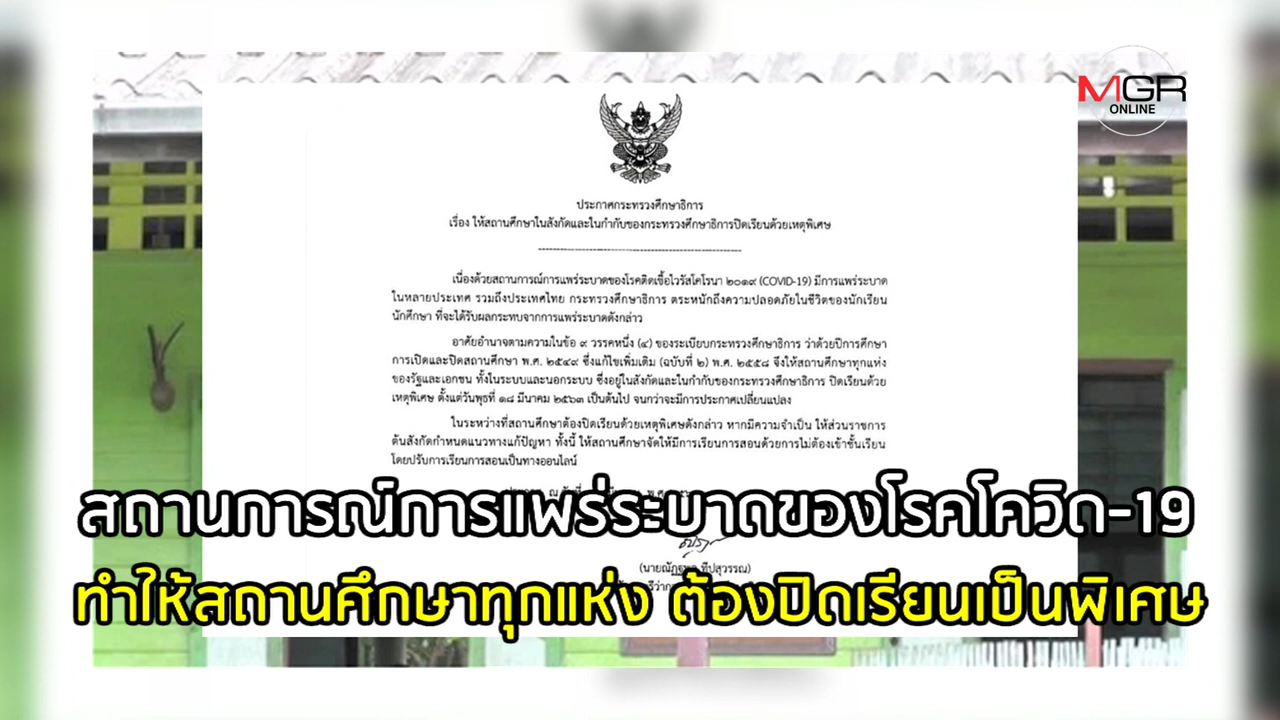 MGR
ONLINE
ประกาศกระทรวงศึกษาธิการ
เรื่อง ให้สถานศึกษาในสังกัดและในกำกับของกระทรวงศึกษาธิการปิดเรียนด้วยเหตุพิเศษ
เนื่องด้วยสถานการณ์การแพร่ระบาดของโรคติดเชื้อไวรัสโคโรนา ๒๐๑๙ (COVID-19) มีการแพร่ระบาด
ในหลายประเทศ รวมถึงประเทศไทย กระทรวงศึกษาธิการ ตระหนักถึงความปลอดภัยในชีวิตของนักเรียน
นักศึกษา ที่จะได้รับผลกระทบจากการแพร่ระบาดดังกล่าว
อาศัยอำนาจตามความในข้อ ๙ วรรคหนึ่ง (๔) ของระเบียบกระทรวงศึกษาธิการ ว่าด้วยปีการศึกษา
การเปิดและปิดสถานศึกษา พ.ศ. ๒๕๔๙ ซึ่งแก้ไขเพิ่มเติม (ฉบับที่ ๒) พ.ศ. ๒๕๕๘ จึงให้สถานศึกษาทุกแห่ง
ของรัฐและเอกชน ทั้งในระบบและนอกระบบ ซึ่งอยู่ในสังกัดและในกำกับของกระทรวงศึกษาธิการ ปิดเรียนด้วย
เหตุพิเศษ ตั้งแต่วันพุธที่ ๑๘ มีนาคม ๒๕๖๓ เป็นต้นไป จนกว่าจะมีการประกาศเปลี่ยนแปลง
ในระหว่างที่สถานศึกษาต้องปิดเรียนด้วยเหตุพิเศษดังกล่าว หากมีความจำเป็น ให้ส่วนราชการ
ต้นสังกัดกำหนดแนวทางแก้ปัญหา ทั้งนี้ ให้สถานศึกษาจัดให้มีการเรียนการสอนด้วยการไม่ต้องเข้าชั้นเรียน
โดยปรับการเรียนการสอนเป็นทางออนไลน์
สถานการณ์การแพร่ระบาดของโรคโควิด-19
ทีปสุวรรณ)
ทำให้สถานศึกษาทุกแห่ง ต้องปิดเรียนเป็นพิเศษ